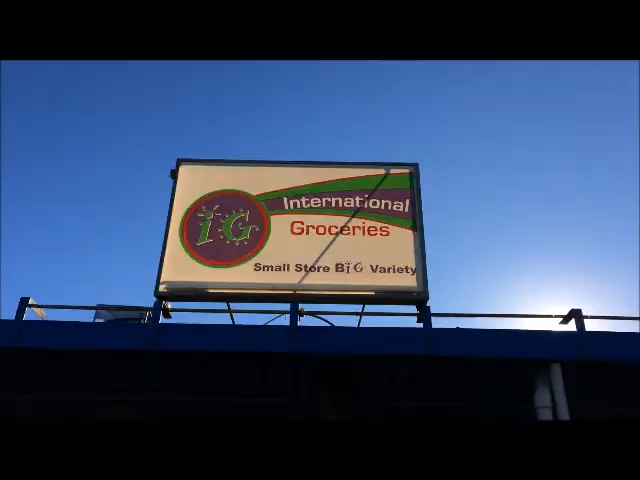 iG
International
Groceries
Small Store BiG Variety